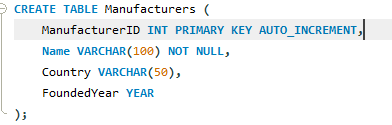 CREATE TABLE Manufacturers (
ManufacturerID INT PRIMARY KEY AUTO_INCREMENT,
Name VARCHAR(100) NOT NULL,
Country VARCHAR(50),
FoundedYear YEAR
);